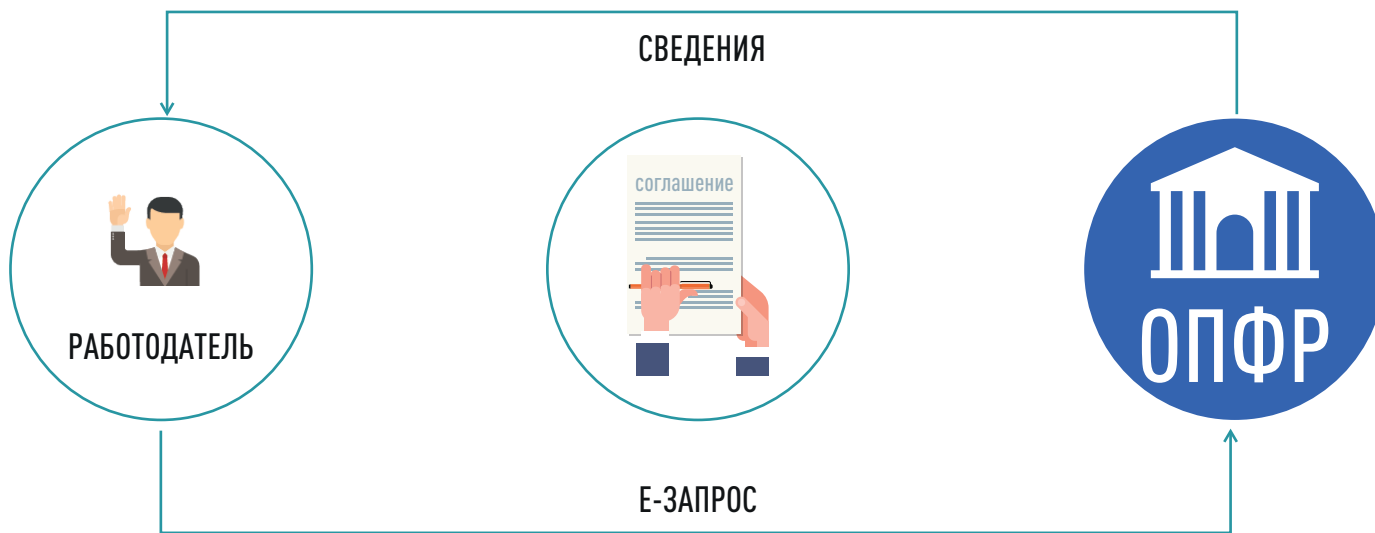 СВЕДЕНИЯ
соглашение
РАБОТОДАТЕЛЬ
ОПФР
Е-ЗАПРОС